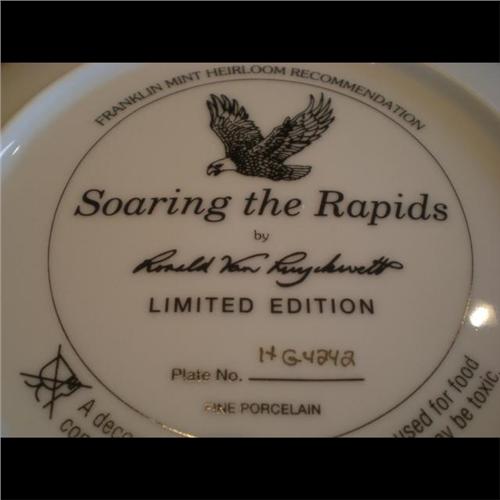 FRANKLIN MINT HEIRLOOM RECOMMENDATION
Soaring the Rapids
by
Ronald Van Ruyckevelt
LIMITED EDITION
Plate No. HG4242
FINE PORCELAIN
A deco
used for food
be toxic.